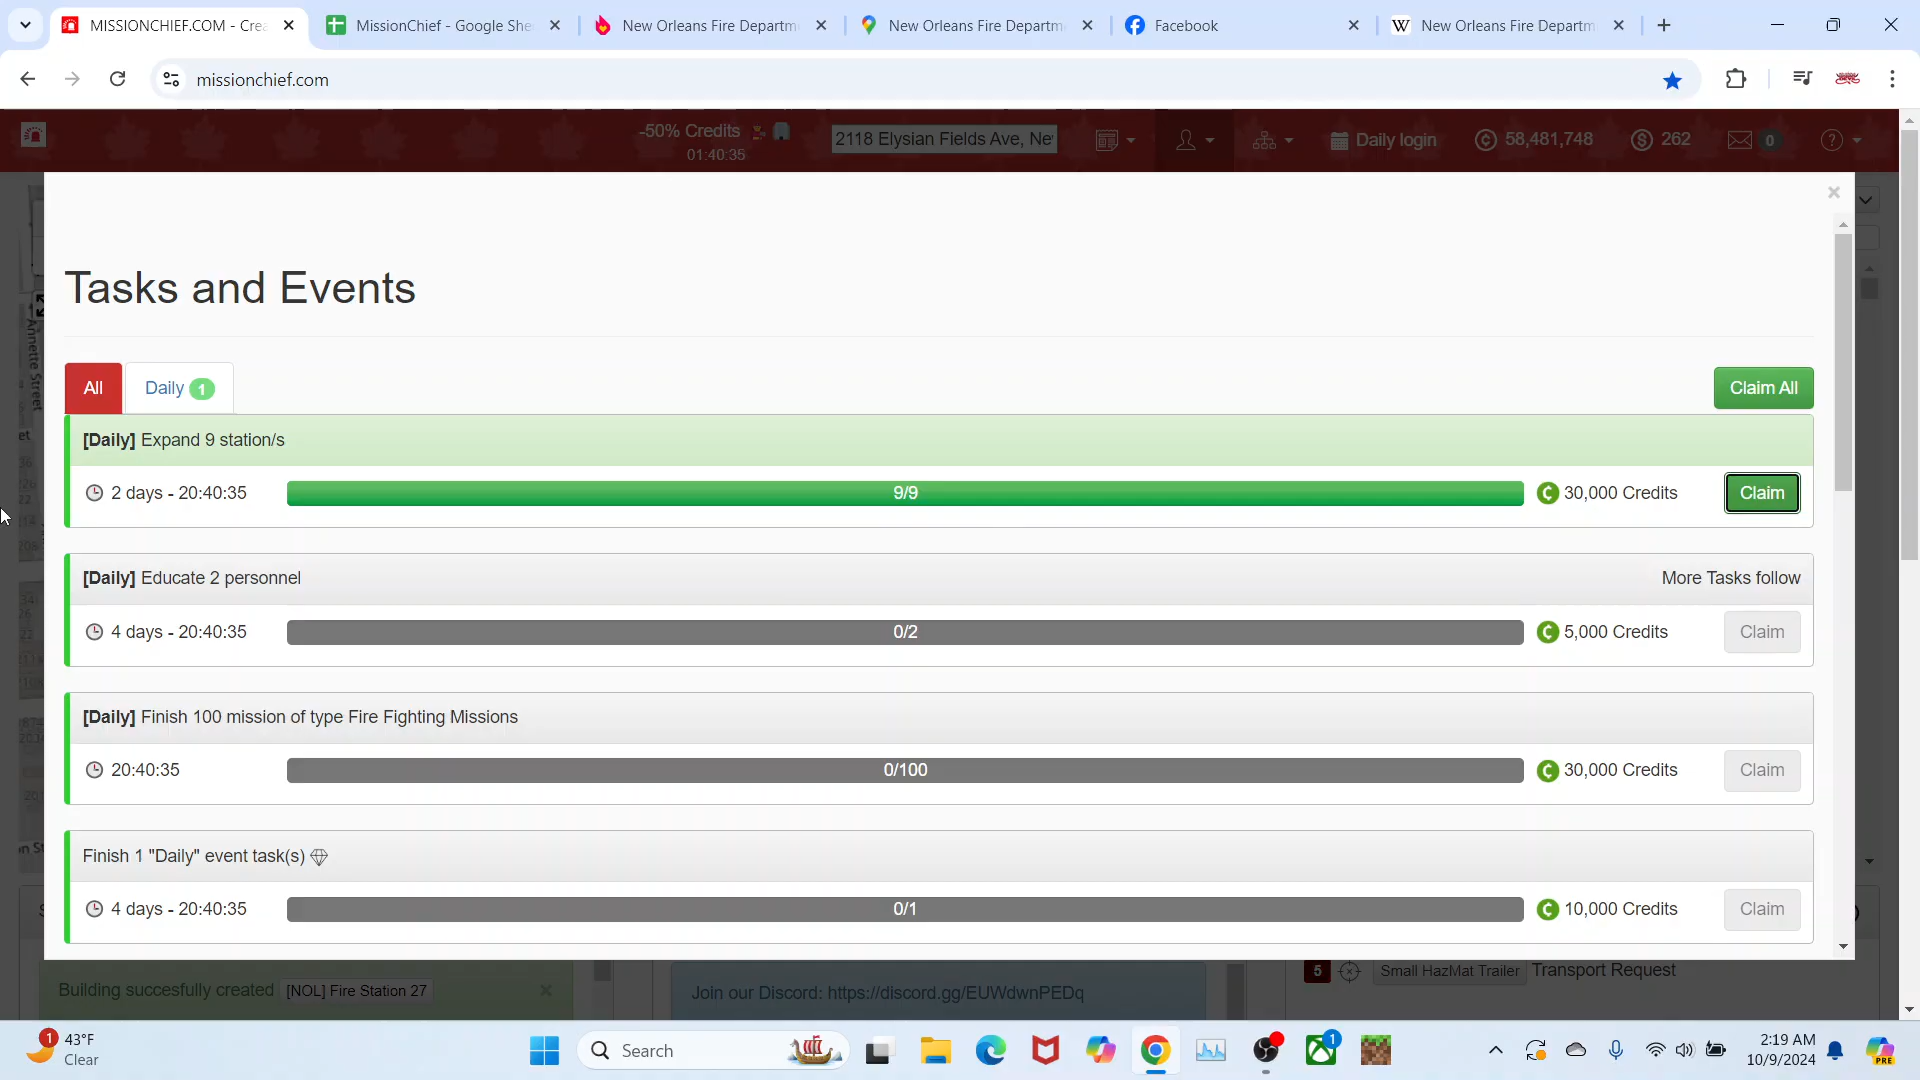 MISSIONCHIEF.COM - Crea
MissionChief - Google She
New Orleans Fire Departm
New Orleans Fire Departm
Facebook
New Orleans Fire Departm
missionchief.com
-50% Credits
01:40:35
2118 Elysian Fields Ave, Ne
Daily login
58,481,748
262
0
Tasks and Events
All
Daily 1
Claim All
[Daily] Expand 9 station/s
2 days - 20:40:35
9/9
30,000 Credits
Claim
[Daily] Educate 2 personnel
More Tasks follow
4 days - 20:40:35
0/2
5,000 Credits
Claim
[Daily] Finish 100 mission of type Fire Fighting Missions
20:40:35
0/100
30,000 Credits
Claim
Finish 1 "Daily" event task(s)
4 days - 20:40:35
0/1
10,000 Credits
Claim
Annette Street
Building succesfully created [NOL] Fire Station 27
Join our Discord: https://discord.gg/EUWdwnPEDq
5 Small HazMat Trailer Transport Request
1
43°F
Clear
Search
1
2:19 AM
10/9/2024
PRE